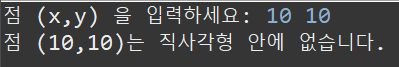 점 (x,y) 을 입력하세요: 10 10
점 (10,10)는 직사각형 안에 없습니다.